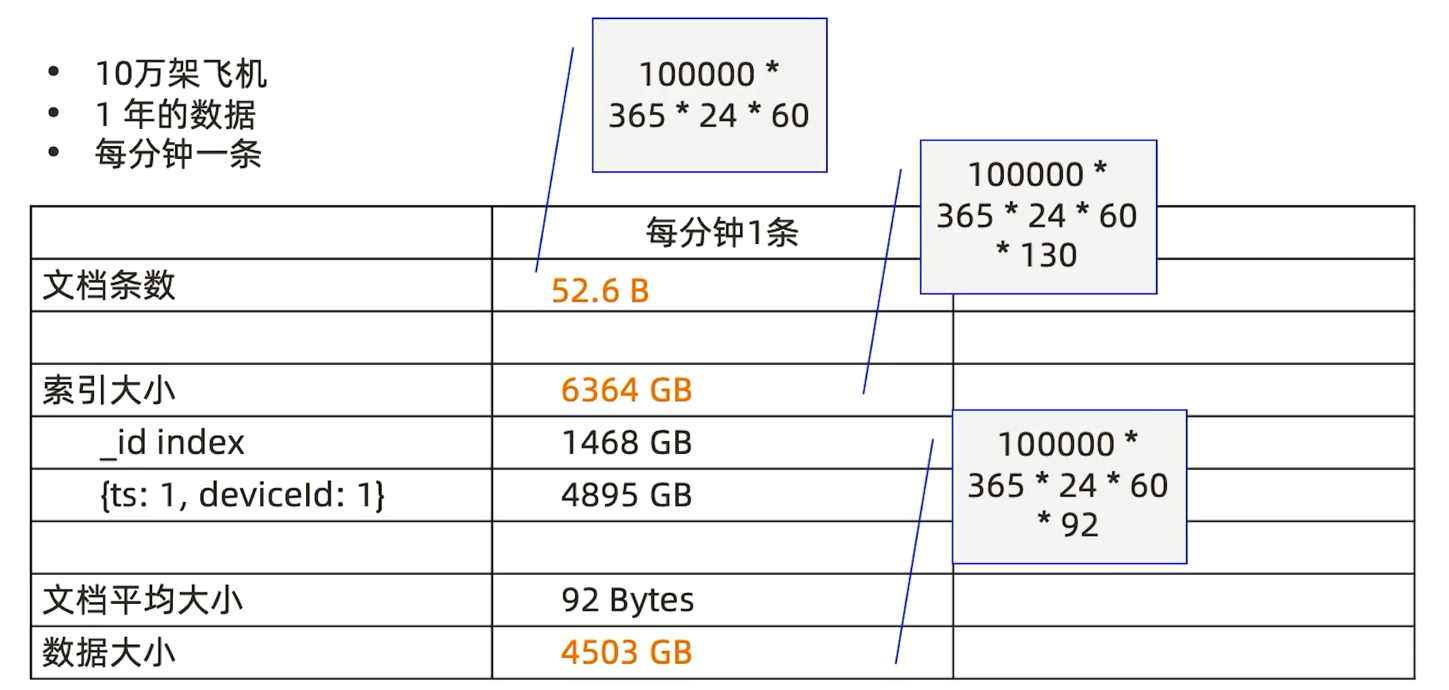 • 10万架飞机
• 1 年的数据
• 每分钟一条
100000 *
365 * 24 * 60
100000 *
365 * 24 * 60
* 130
每分钟1条
文档条数 52.6 B
索引大小 6364 GB
_id index 1468 GB
{ts: 1, deviceId: 1} 4895 GB
100000 *
365 * 24 * 60
* 92
文档平均大小 92 Bytes
数据大小 4503 GB